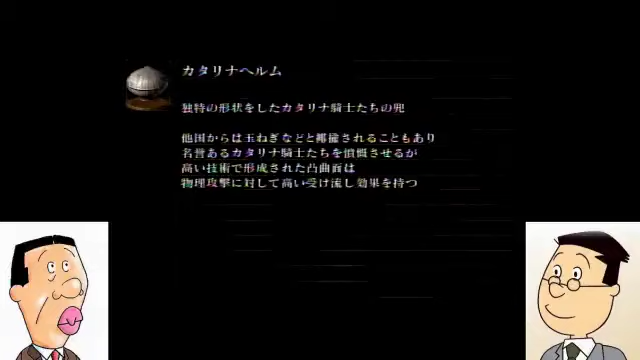 カタリナヘルム
独特の形状をしたカタリナ騎士たちの兜
他国からは玉ねぎなどと揶揄されることもあり
名誉あるカタリナ騎士たちを憤慨させるが
高い技術で形成された凸曲面は
物理攻撃に対して高い受け流し効果を持つ